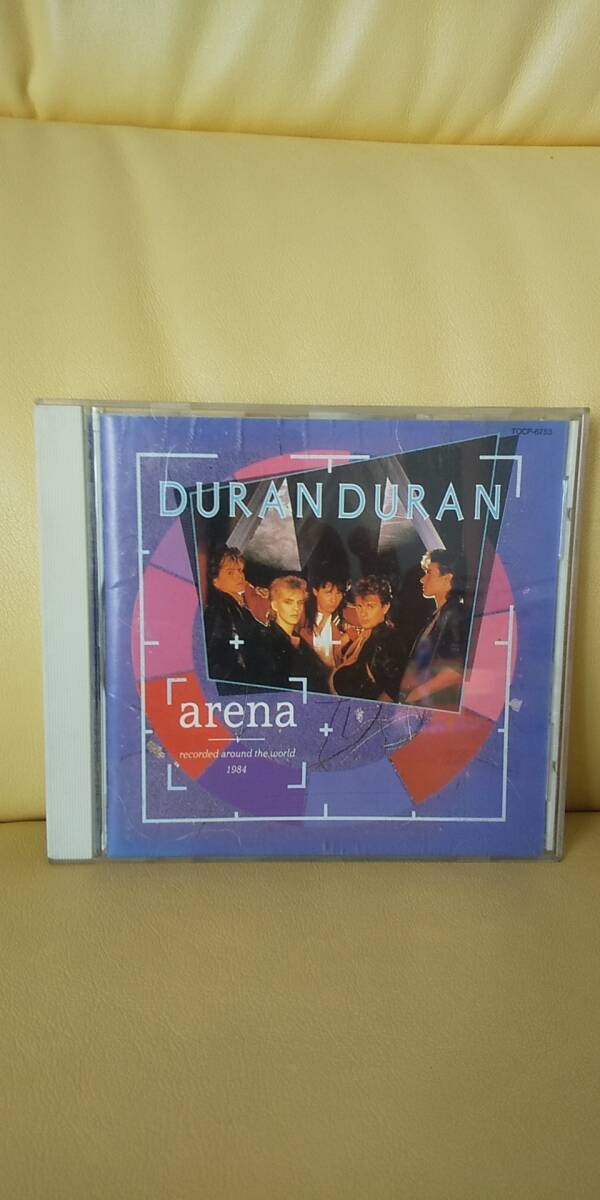 TOCP-6753
DURAN DURAN
arena
recorded around the world
1984